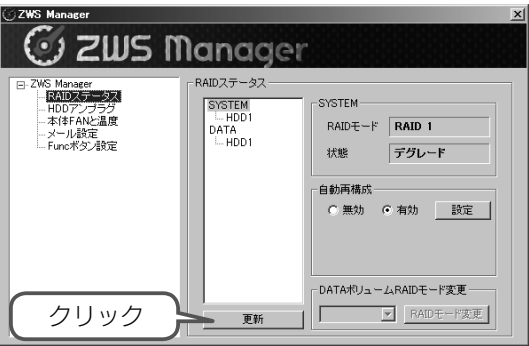 ZWS Manager
ZWS Manager
ZWS Manager
RAIDステータス
HDDアンプラグ
本体FANと温度
メール設定
Funcボタン設定
RAIDステータス
SYSTEM
HDD1
DATA
HDD1
更新
SYSTEM
RAIDモード RAID 1
状態 デグレード
自動再構成
無効 有効 設定
DATAボリュームRAIDモード変更
RAIDモード変更
クリック